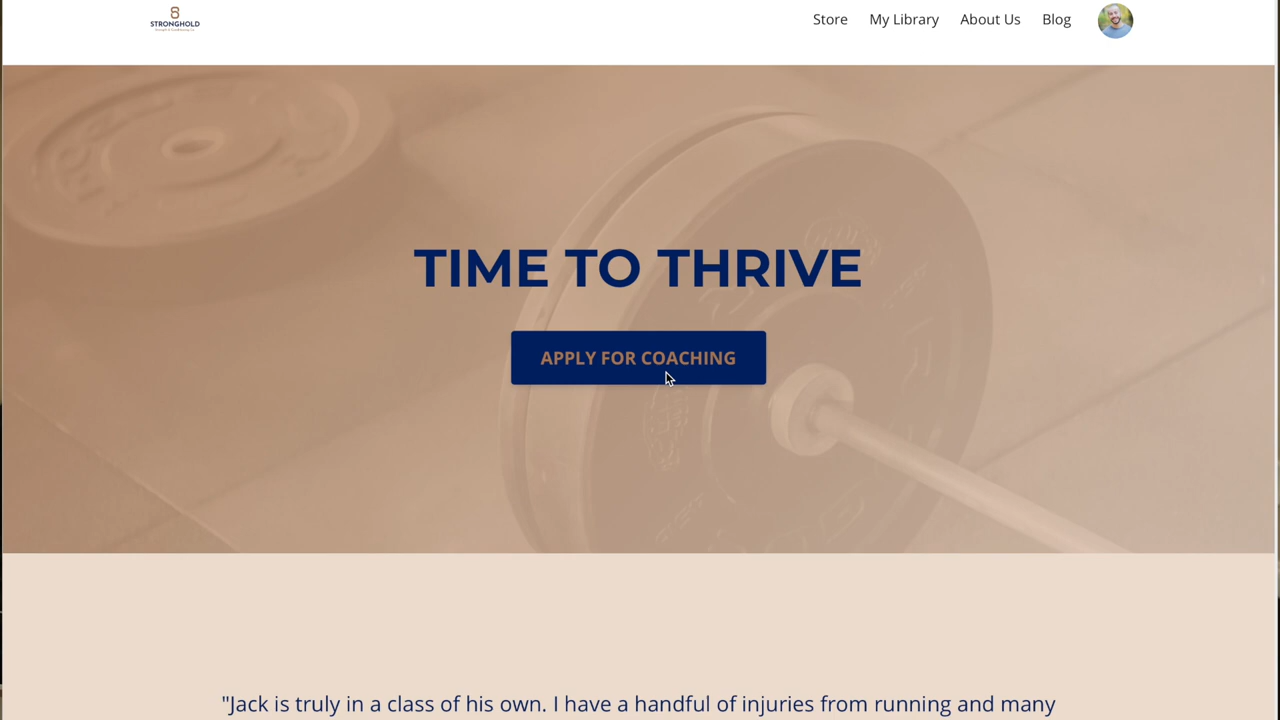 STRONGHOLD
Store My Library About Us Blog
TIME TO THRIVE
APPLY FOR COACHING
"Jack is truly in a class of his own. I have a handful of injuries from running and many